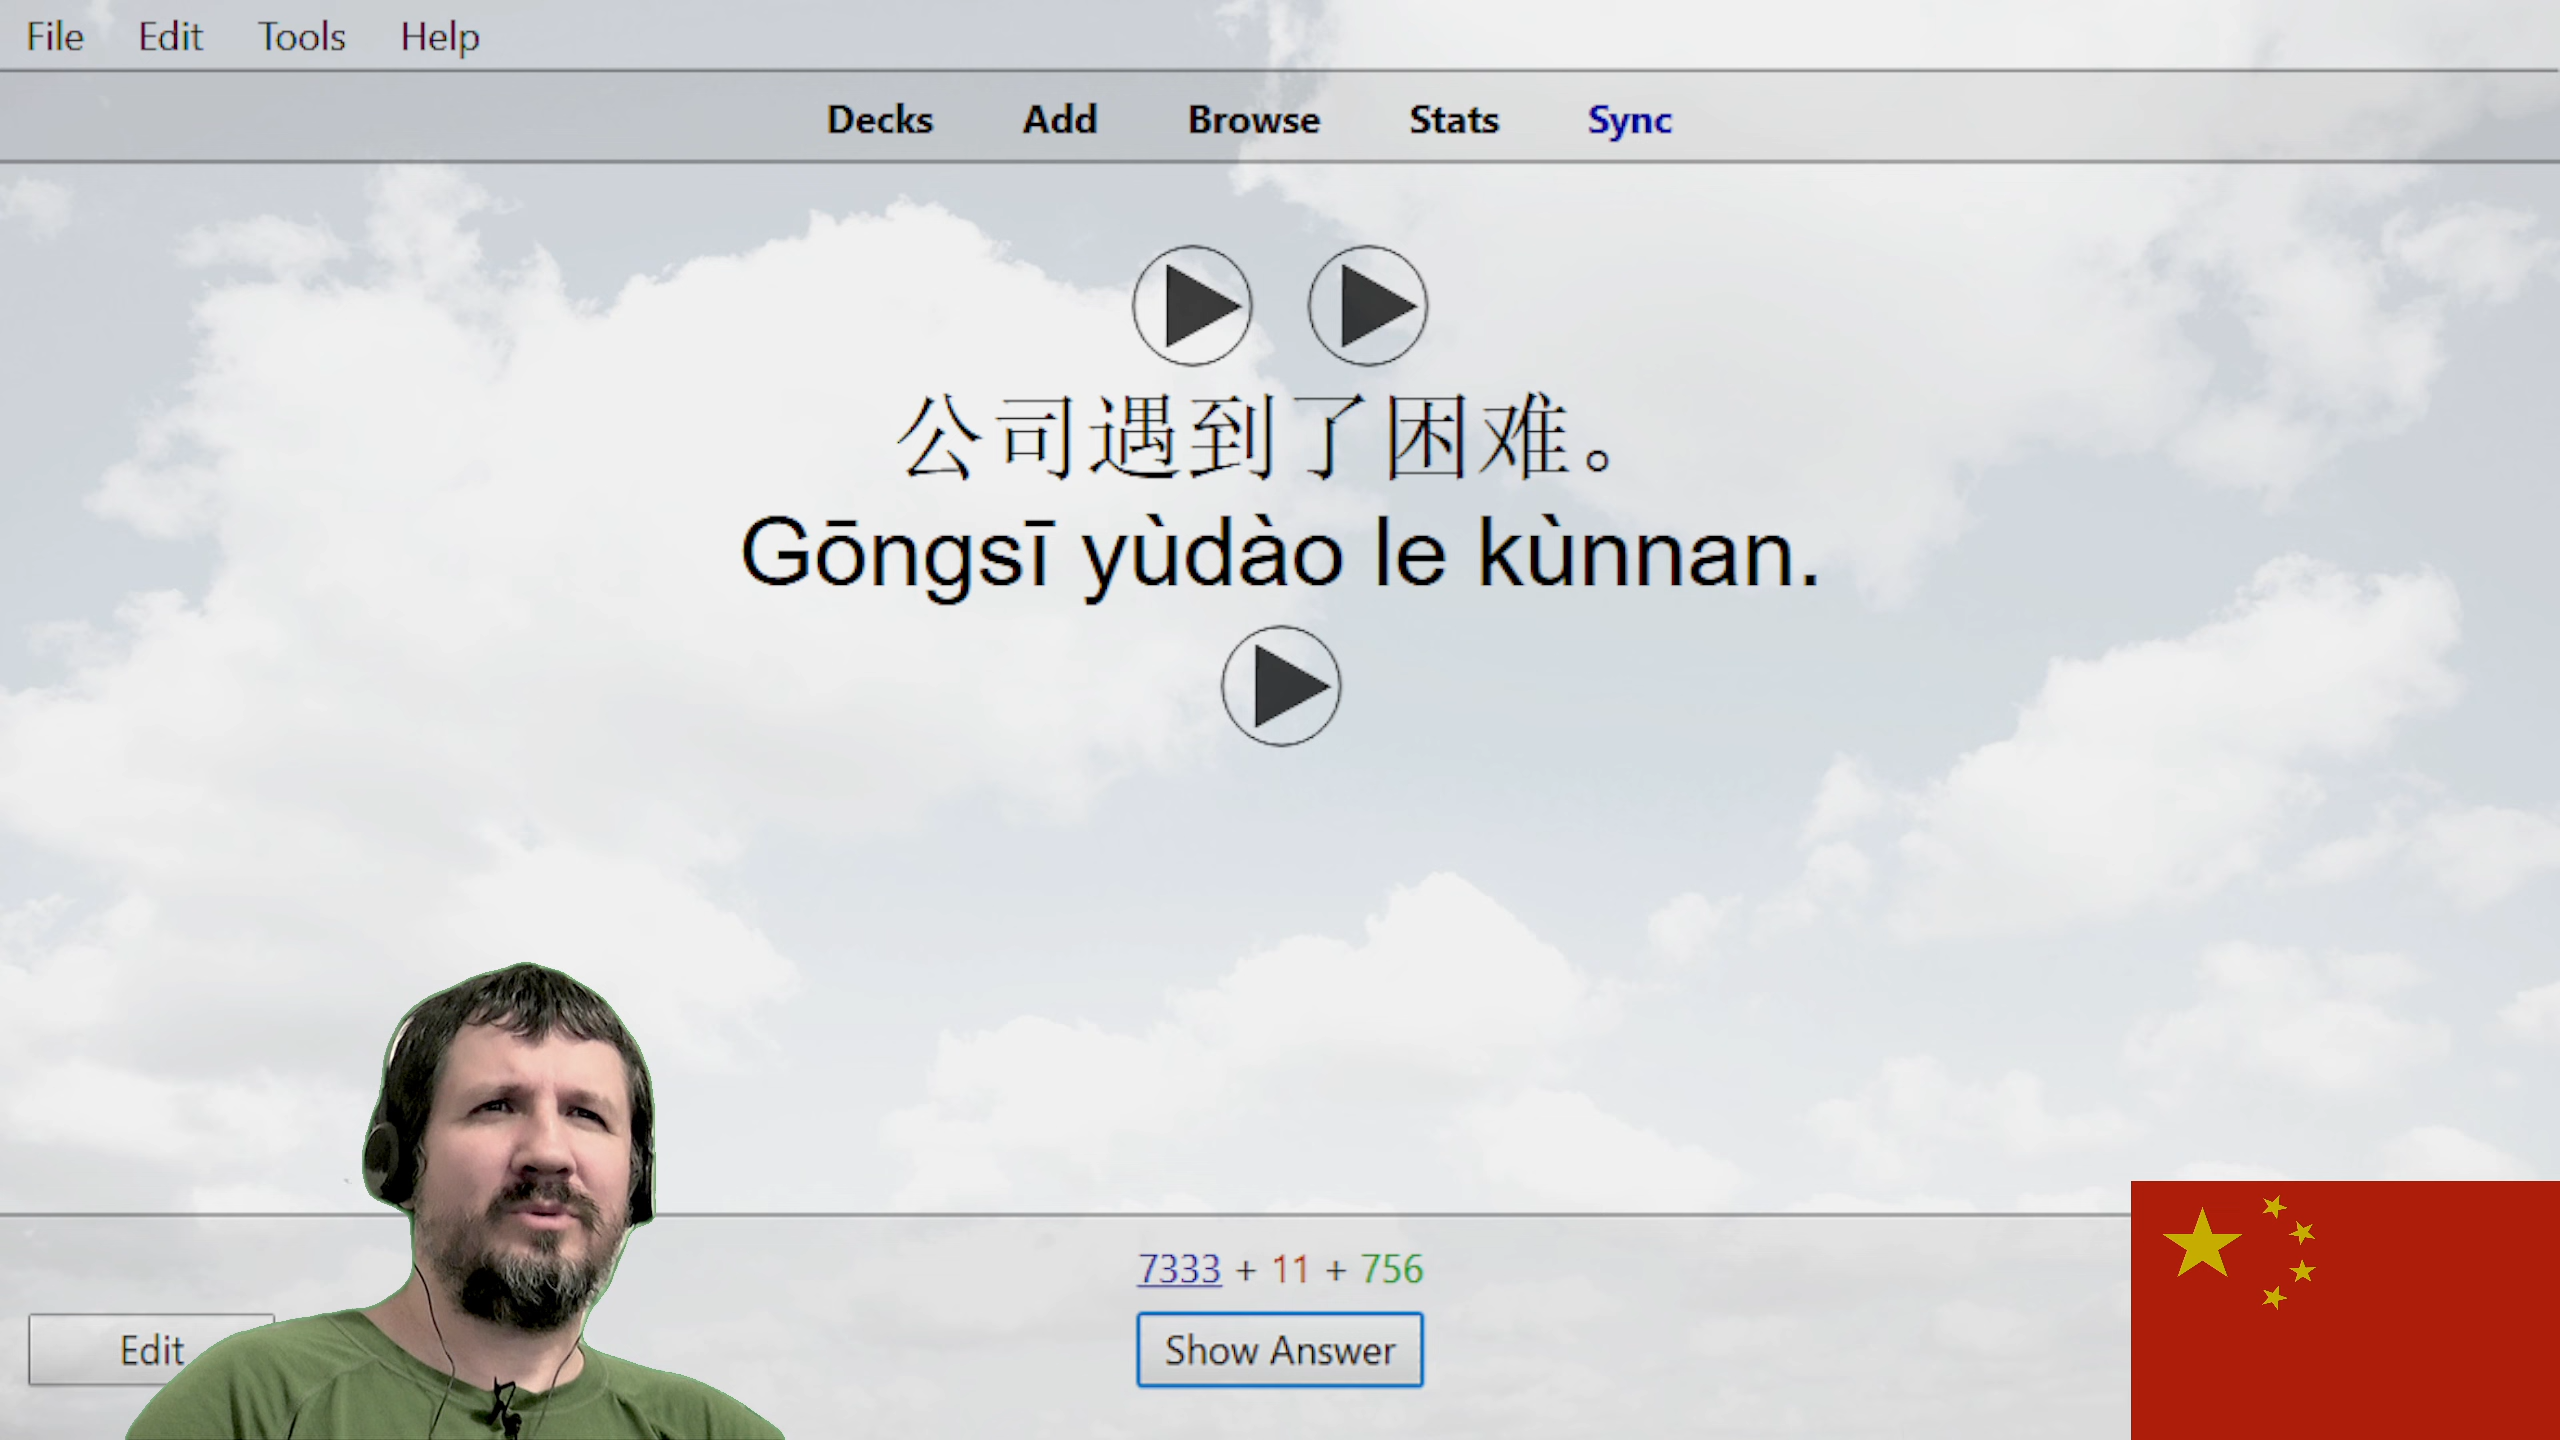 File Edit Tools Help
Decks Add Browse Stats Sync
公司遇到了困难。
Gōngsī yùdào le kùnnan.
7333 + 11 + 756
Edit
Show Answer